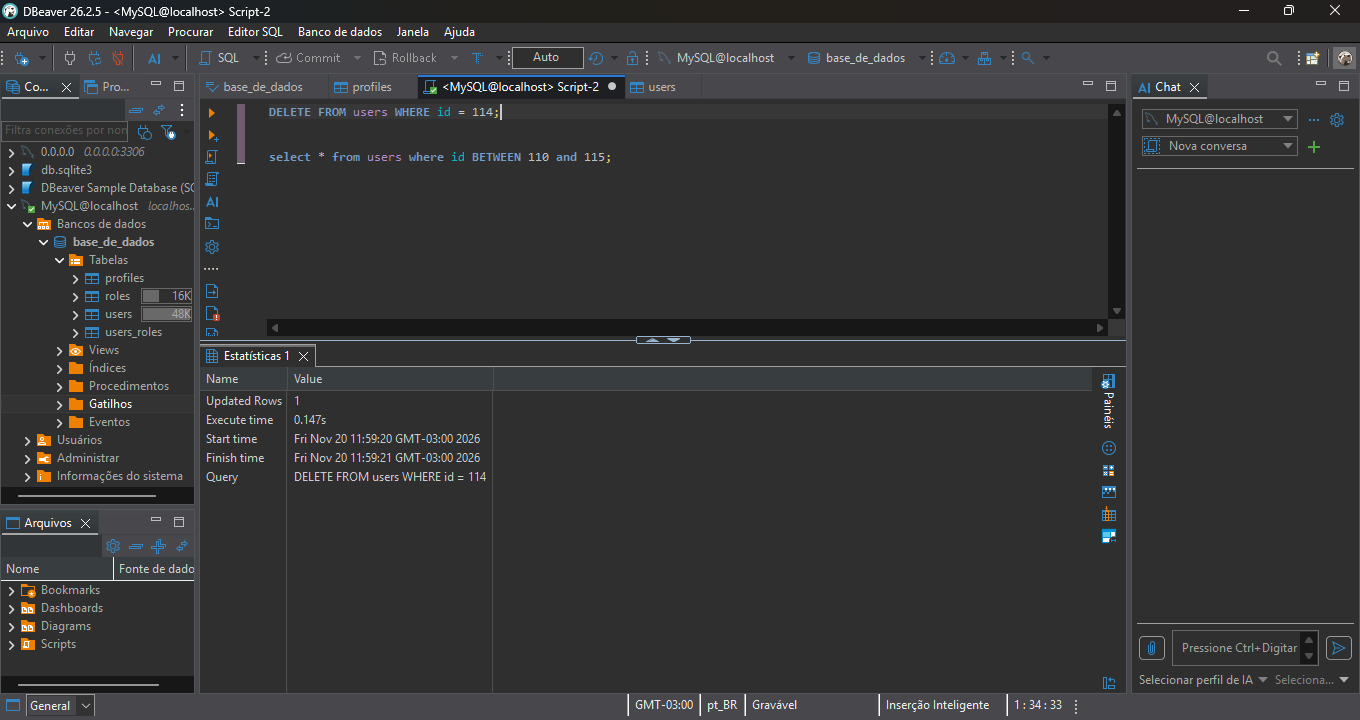 DBeaver 26.2.5 - <MySQL@localhost> Script-2
Arquivo Editar Navegar Procurar Editor SQL Banco de dados Janela Ajuda
AI SQL Commit Rollback T Auto MySQL@localhost base_de_dados
Co... Pro...
Filtra conexões por non
0.0.0.0 0.0.0.0:3306
db.sqlite3
DBeaver Sample Database (SQ
MySQL@localhost localhos...
Bancos de dados
base_de_dados
Tabelas
profiles
roles 16K
users 48K
users_roles
Views
Índices
Procedimentos
Gatilhos
Eventos
Usuários
Administrar
Informações do sistema
Arquivos
Nome Fonte de dado
Bookmarks
Dashboards
Diagrams
Scripts
General
base_de_dados profiles <MySQL@localhost> Script-2 users
DELETE FROM users WHERE id = 114;
select * from users where id BETWEEN 110 and 115;
AI
Estatísticas 1
Name Value
Updated Rows 1
Execute time 0.147s
Start time Fri Nov 20 11:59:20 GMT-03:00 2026
Finish time Fri Nov 20 11:59:21 GMT-03:00 2026
Query DELETE FROM users WHERE id = 114
Painéis
AI Chat
MySQL@localhost ...
Nova conversa
Pressione Ctrl+Digitar
Selecionar perfil de IA Seleciona...
GMT-03:00 pt_BR Gravável Inserção Inteligente 1 : 34 : 33